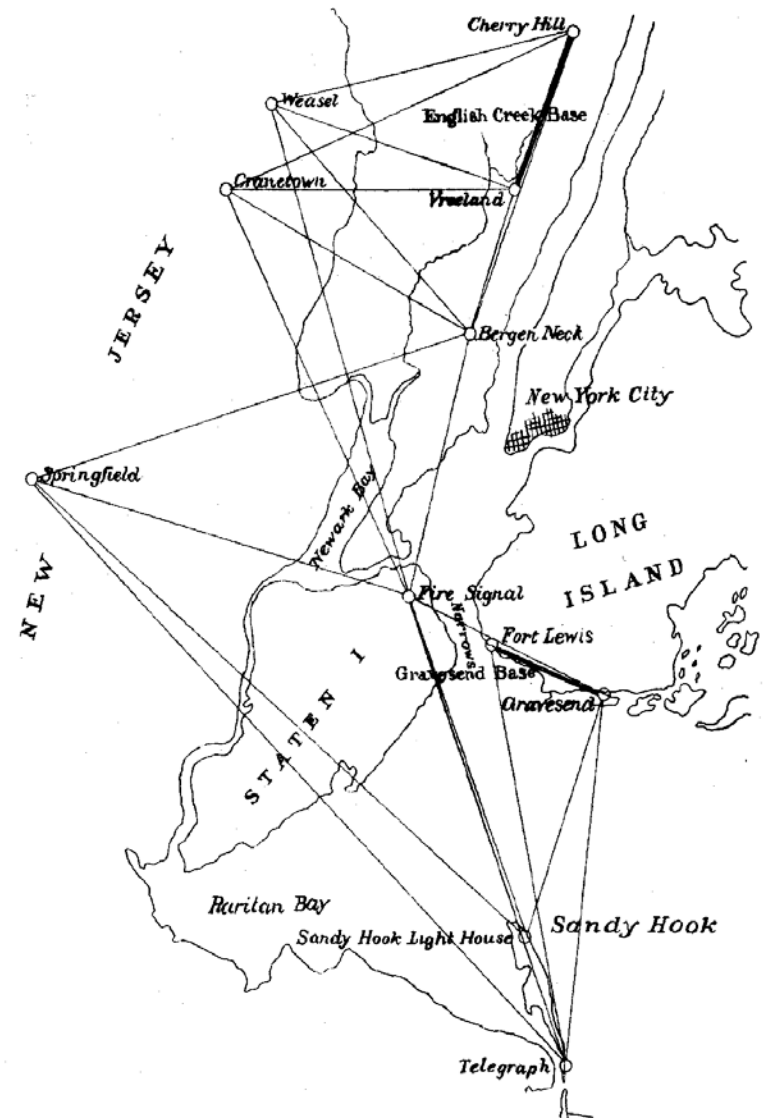 Cherry Hill
Weasel
English Creek Base
Cranetown
Vreeland
JERSEY
Bergen Neck
New York City
Springfield
Newark Bay
LONG
ISLAND
NEW
Fire Signal
Narrows
Fort Lewis
Gravesend Base
Gravesend
STATEN I
Raritan Bay
Sandy Hook
Sandy Hook Light House
Telegraph